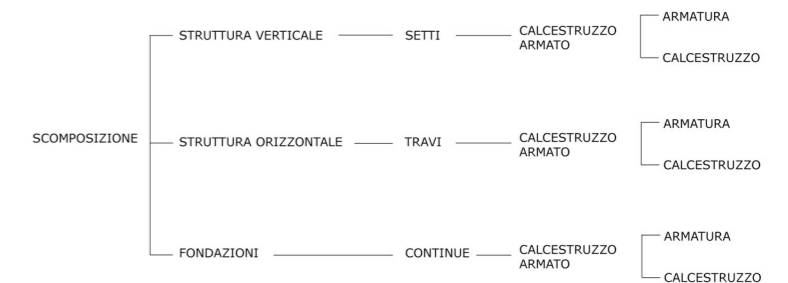 ARMATURA
STRUTTURA VERTICALE SETTI CALCESTRUZZO
ARMATO
CALCESTRUZZO
ARMATURA
SCOMPOSIZIONE STRUTTURA ORIZZONTALE TRAVI CALCESTRUZZO
ARMATO
CALCESTRUZZO
ARMATURA
FONDAZIONI CONTINUE CALCESTRUZZO
ARMATO
CALCESTRUZZO